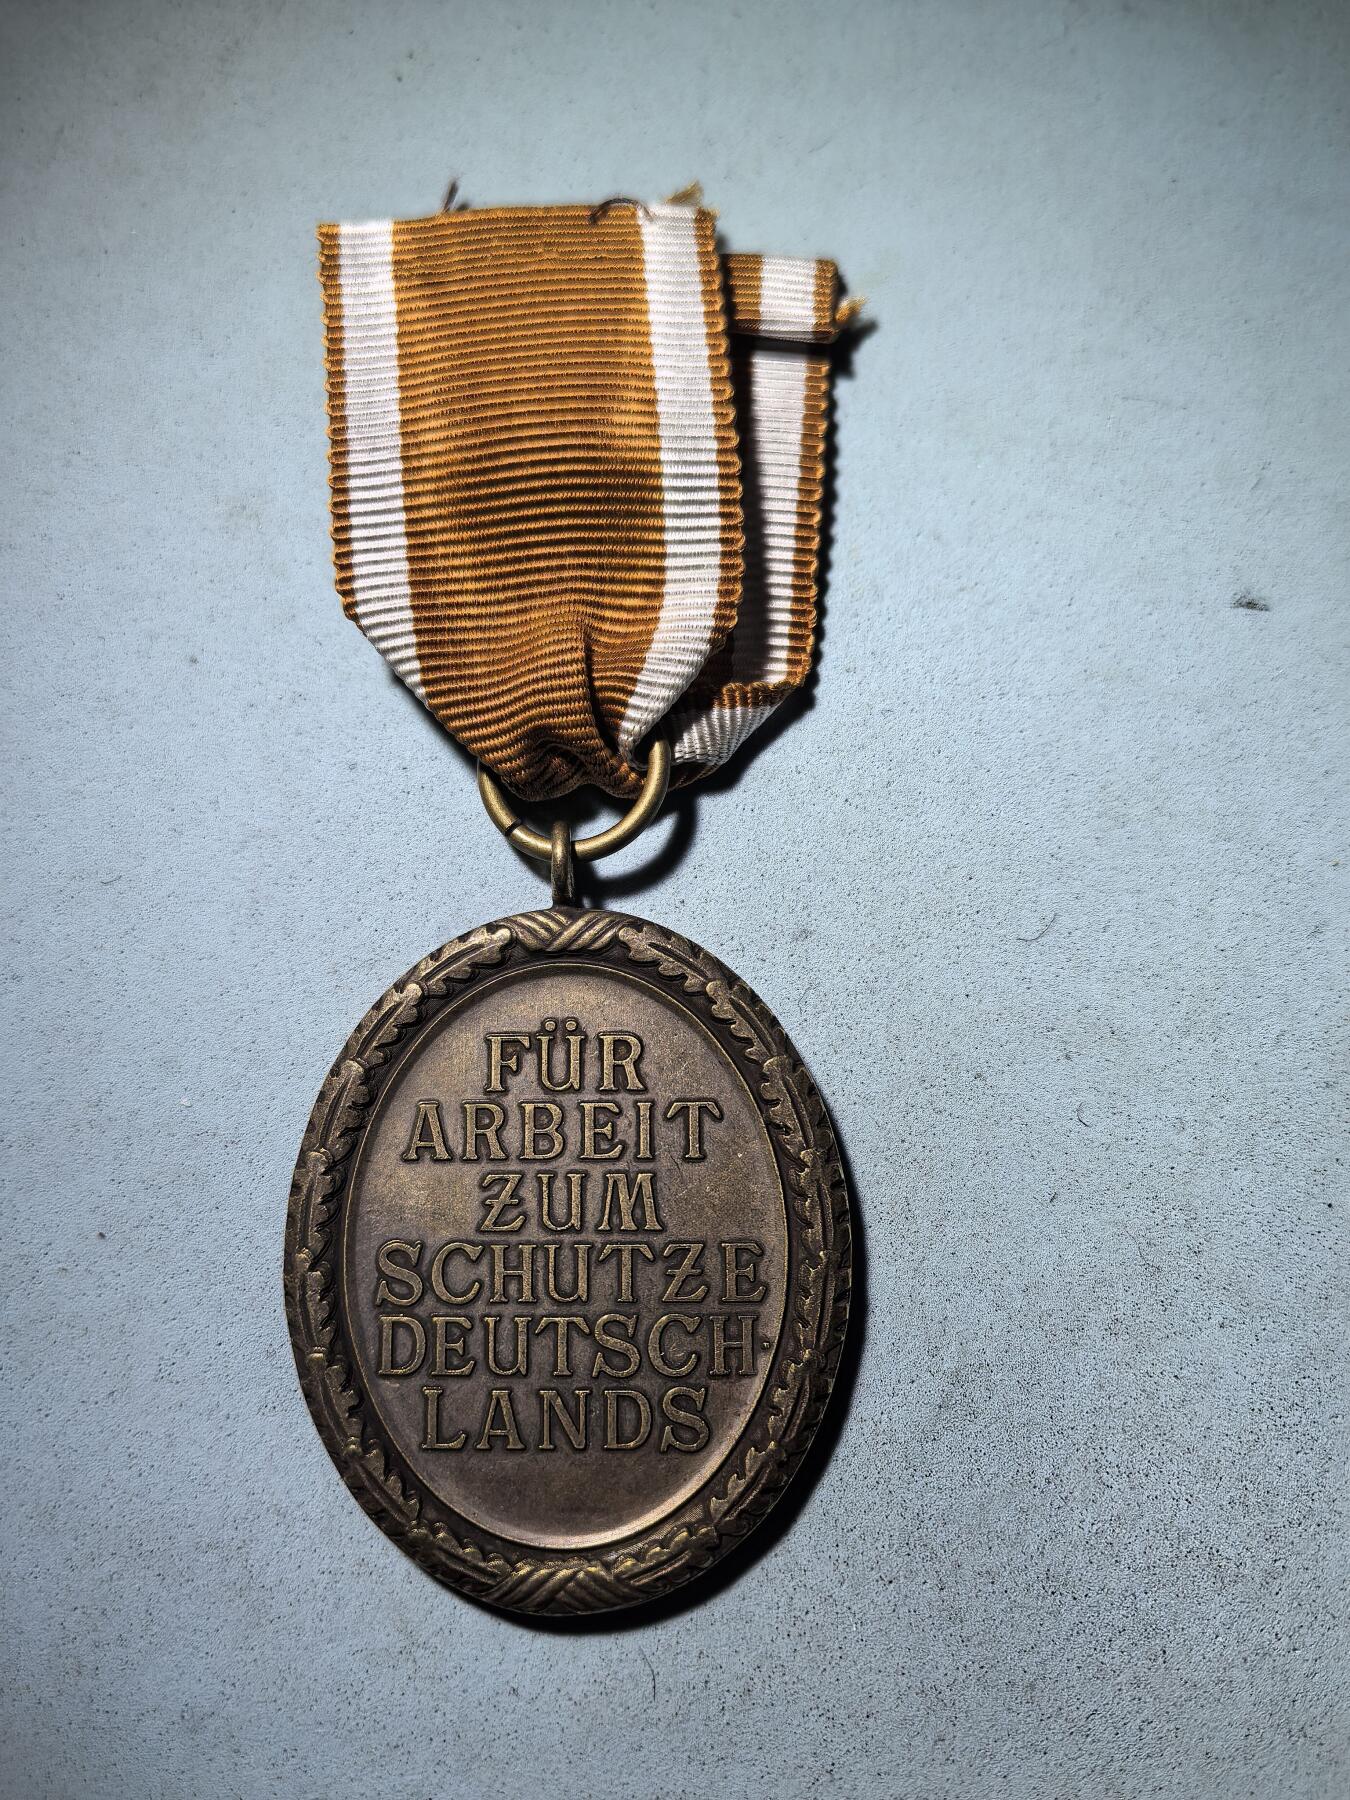 FÜR
ARBEIT
ZUM
SCHUTZE
DEUTSCH-
LANDS